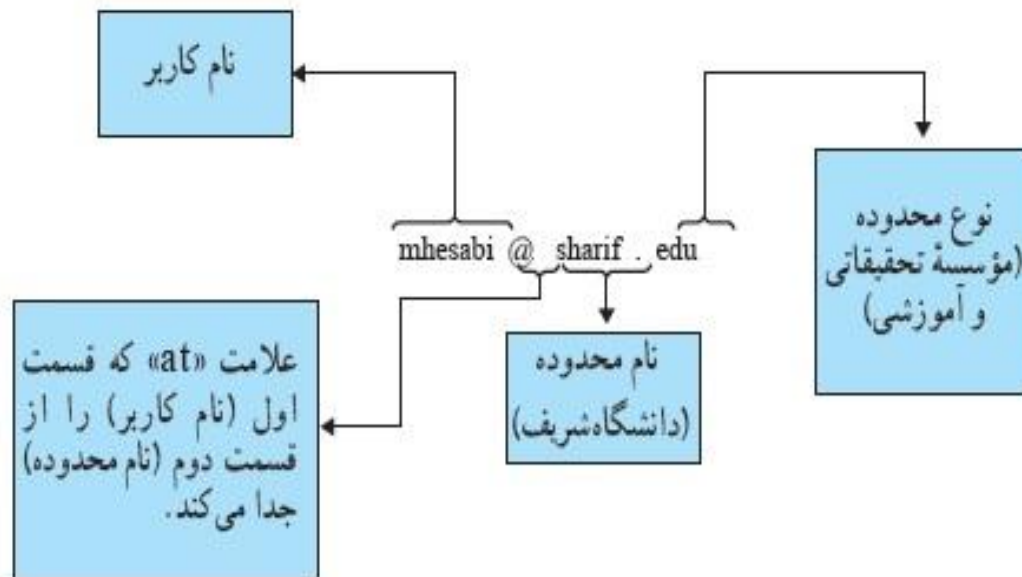 نام کاربر
mhesabi @ sharif . edu
نوع محدوده
(مؤسسهٔ تحقیقاتی
و آموزشی)
نام محدوده
(دانشگاه شریف)
علامت «at» که قسمت
اول (نام کاربر) را از
قسمت دوم (نام محدوده)
جدا می‌کند.